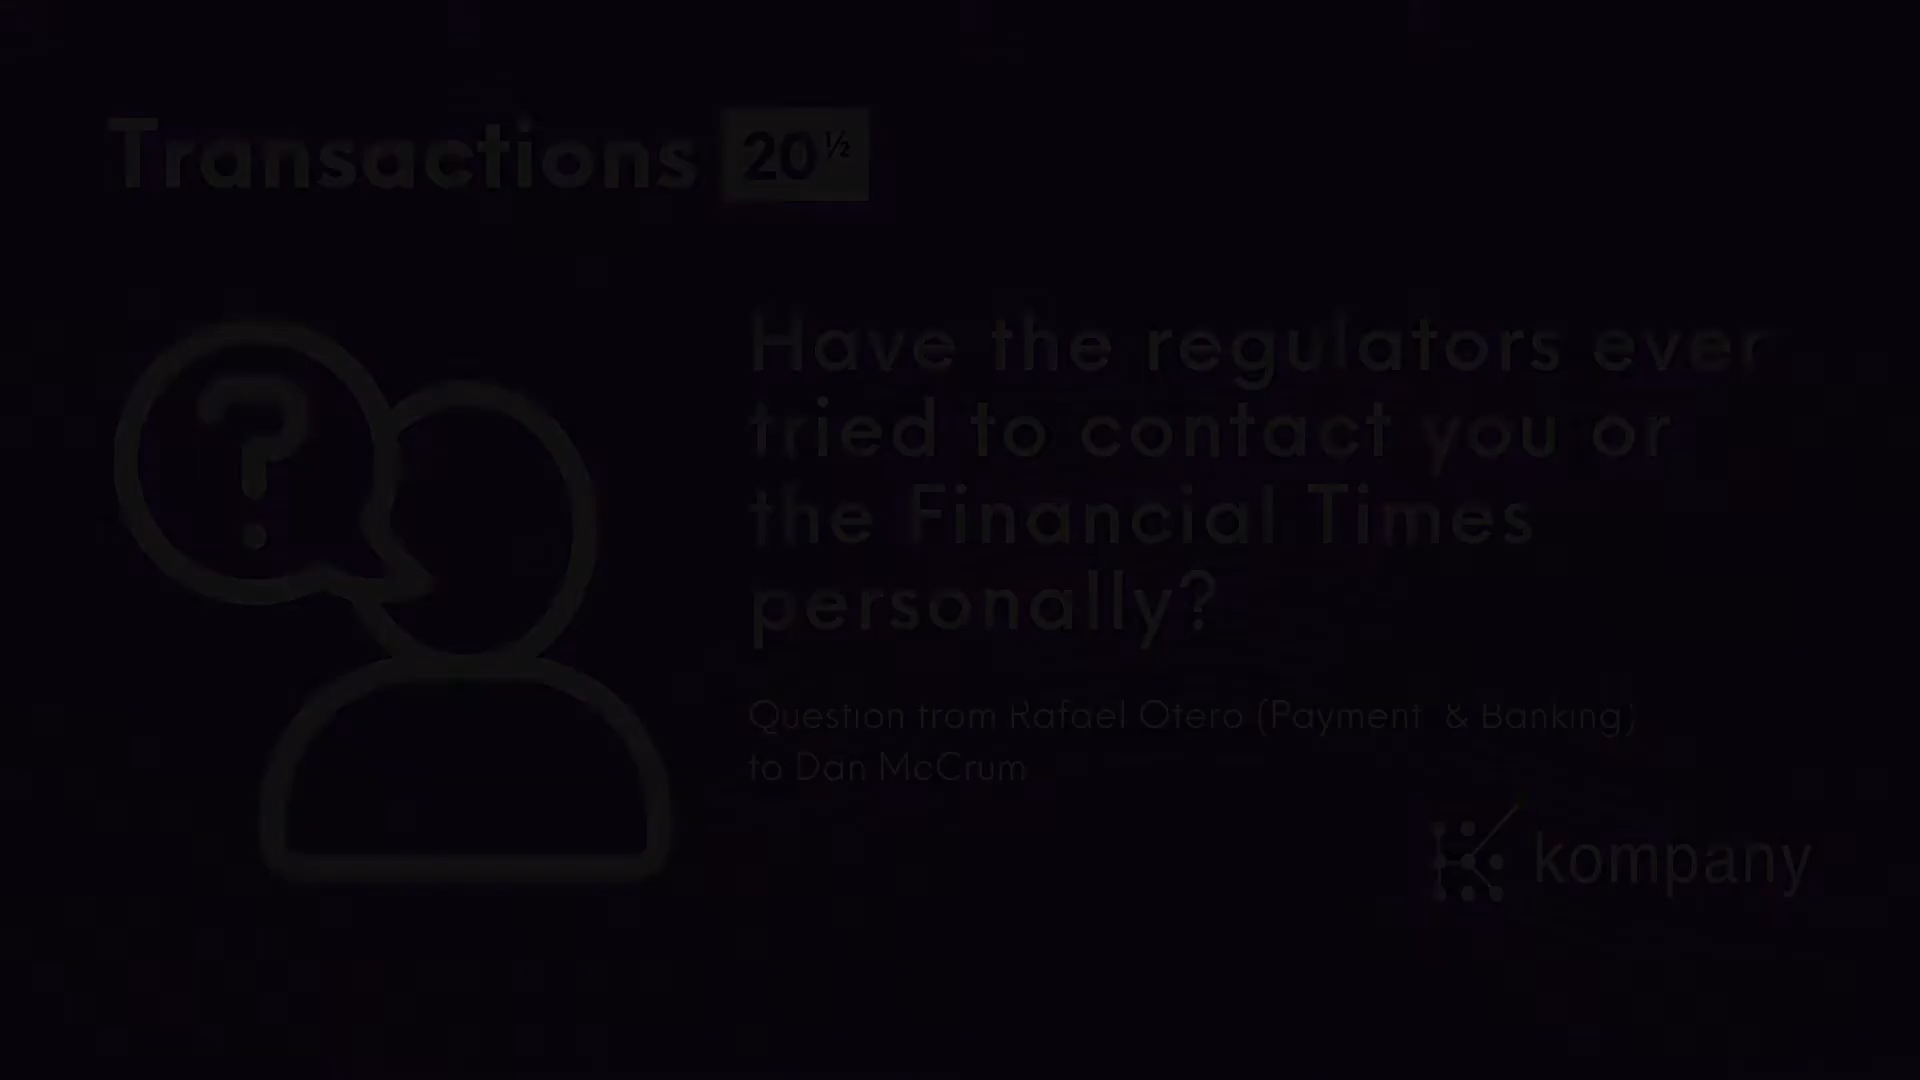 Transactions 20½
?
Have the regulators ever
tried to contact you or
the Financial Times
personally?
Question from Rafael Otero (Payment & Banking)
to Dan McCrum
kompany